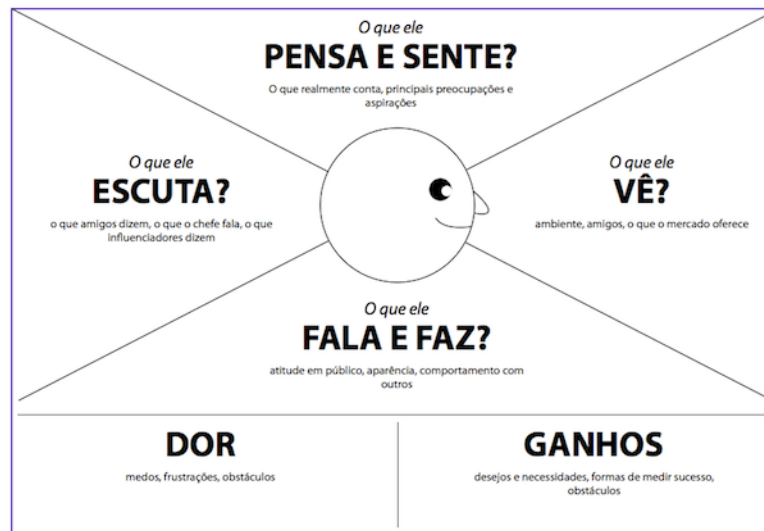 O que ele
PENSA E SENTE?
O que realmente conta, principais preocupações e
aspirações
O que ele
ESCUTA?
o que amigos dizem, o que o chefe fala, o que
influenciadores dizem
O que ele
VÊ?
ambiente, amigos, o que o mercado oferece
O que ele
FALA E FAZ?
atitude em público, aparência, comportamento com
outros
DOR
medos, frustrações, obstáculos
GANHOS
desejos e necessidades, formas de medir sucesso,
obstáculos